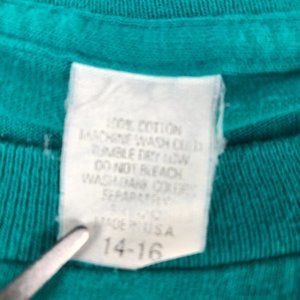 100% COTTON
MACHINE WASH COLD
TUMBLE DRY LOW
DO NOT BLEACH
WASH DARK COLORS
SEPARATELY
MADE IN U.S.A.
14-16